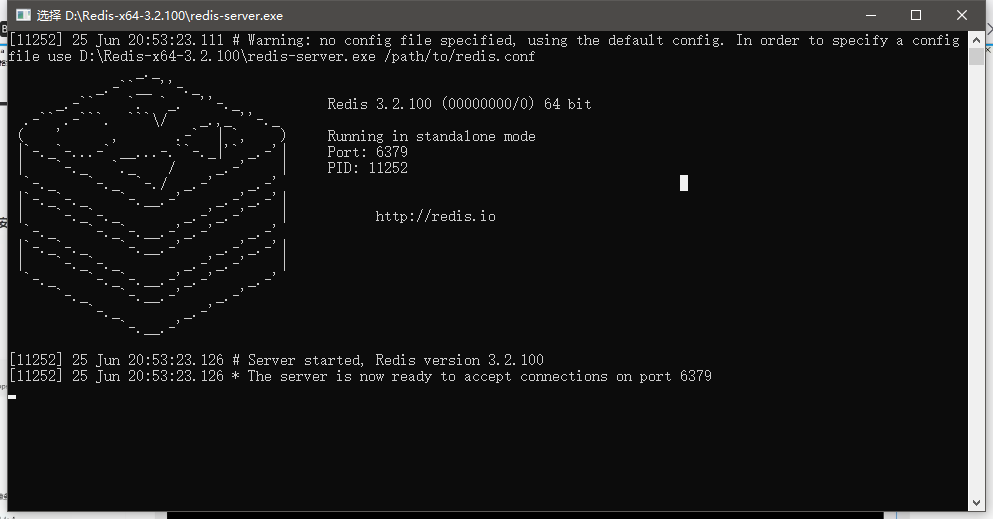 选择 D:\Redis-x64-3.2.100\redis-server.exe
[11252] 25 Jun 20:53:23.111 # Warning: no config file specified, using the default config. In order to specify a config
file use D:\Redis-x64-3.2.100\redis-server.exe /path/to/redis.conf
Redis 3.2.100 (00000000/0) 64 bit
Running in standalone mode
Port: 6379
PID: 11252
http://redis.io
[11252] 25 Jun 20:53:23.126 # Server started, Redis version 3.2.100
[11252] 25 Jun 20:53:23.126 * The server is now ready to accept connections on port 6379